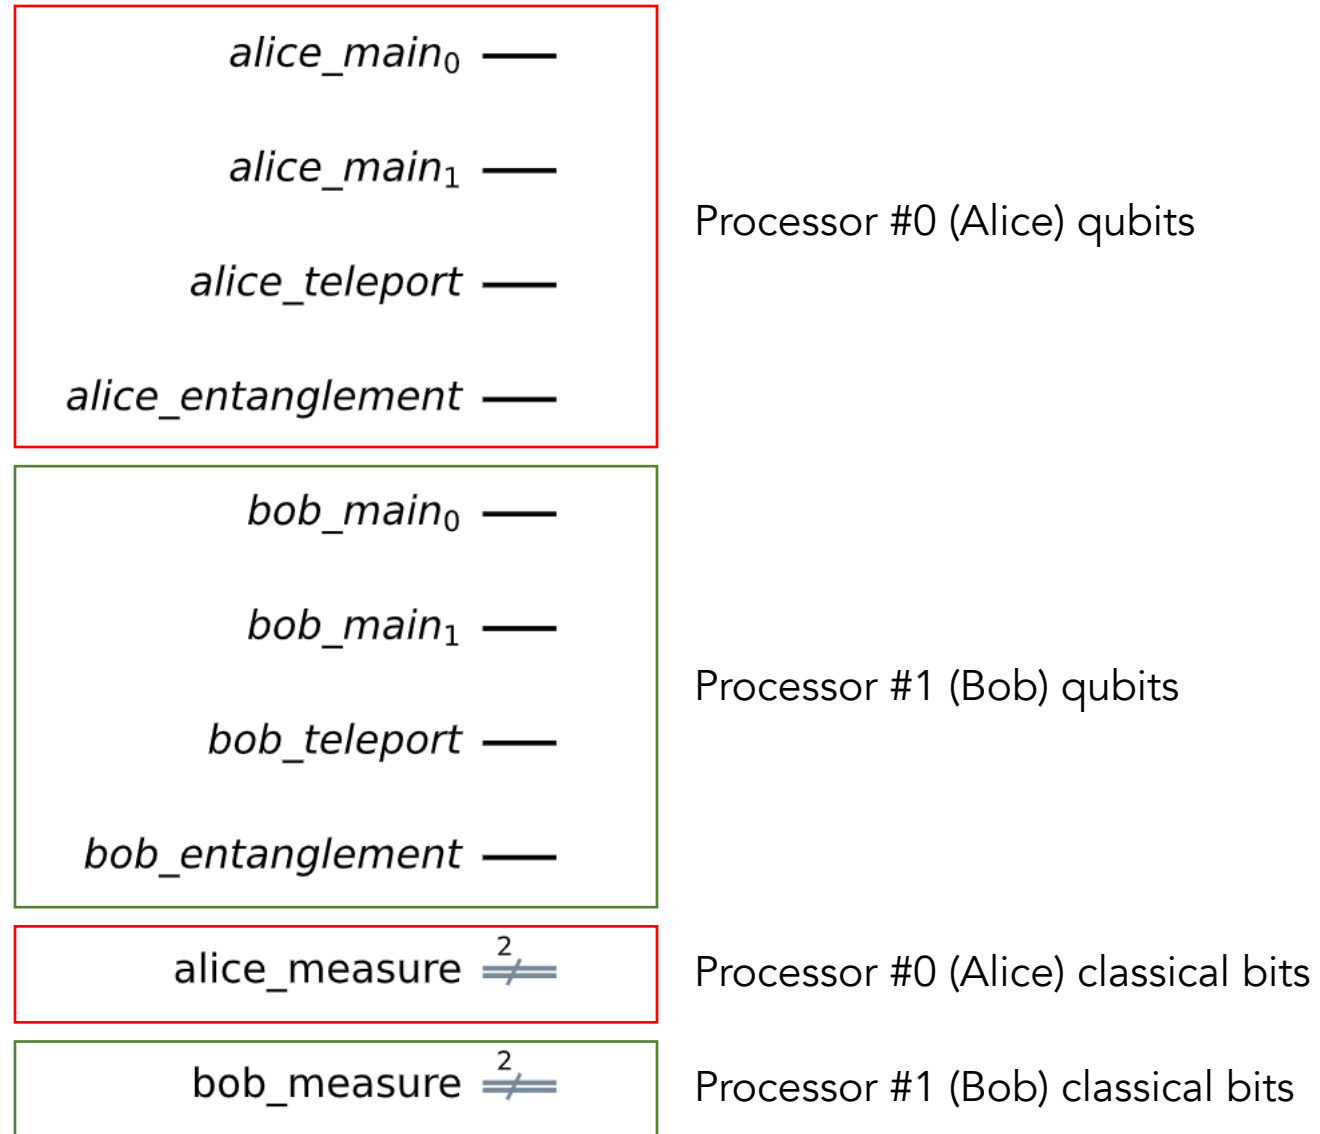 alice_main₀
alice_main₁
Processor #0 (Alice) qubits
alice_teleport
alice_entanglement
bob_main₀
bob_main₁
Processor #1 (Bob) qubits
bob_teleport
bob_entanglement
2
alice_measure
Processor #0 (Alice) classical bits
2
bob_measure
Processor #1 (Bob) classical bits